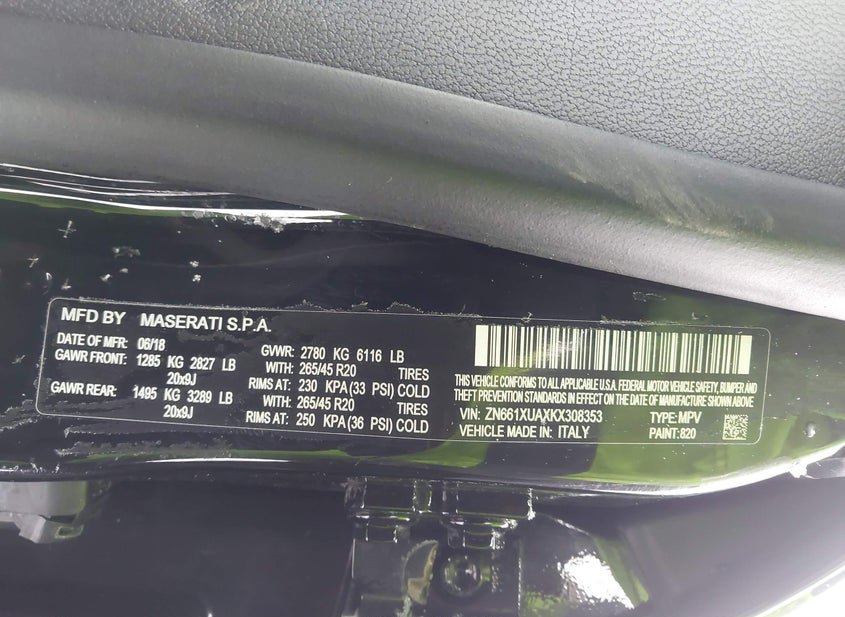 MFD BY MASERATI S.P.A.
DATE OF MFR: 06/18 GVWR: 2780 KG 6116 LB
GAWR FRONT: 1285 KG 2827 LB WITH: 265/45 R20 TIRES
20x9J RIMS AT: 230 KPA (33 PSI) COLD
GAWR REAR: 1495 KG 3289 LB WITH: 265/45 R20 TIRES
20x9J RIMS AT: 250 KPA (36 PSI) COLD
THIS VEHICLE CONFORMS TO ALL APPLICABLE U.S.A. FEDERAL MOTOR VEHICLE SAFETY, BUMPER AND
THEFT PREVENTION STANDARDS IN EFFECT ON THE DATE OF MANUFACTURE SHOWN ABOVE
VIN: ZN661XUAXKX308353 TYPE: MPV
VEHICLE MADE IN: ITALY PAINT: 820